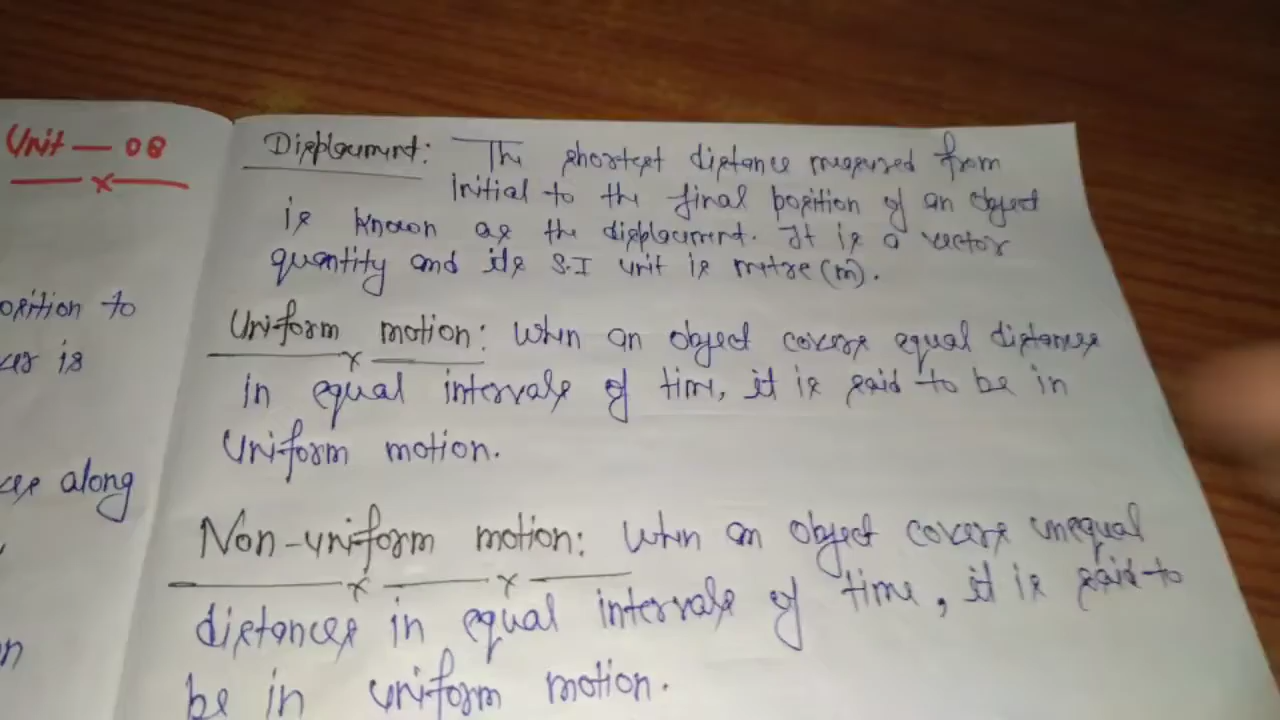 Unit — 08
osition to
ces is
ces along
n
Displacement: The shortest distance measured from
initial to the final position of an object
is known as the displacement. It is a vector
quantity and its S.I unit is metre (m).
Uniform motion: When an object covers equal distances
in equal intervals of time, it is said to be in
Uniform motion.
Non-uniform motion: When an object covers unequal
distances in equal intervals of time, it is said to
be in uniform motion.